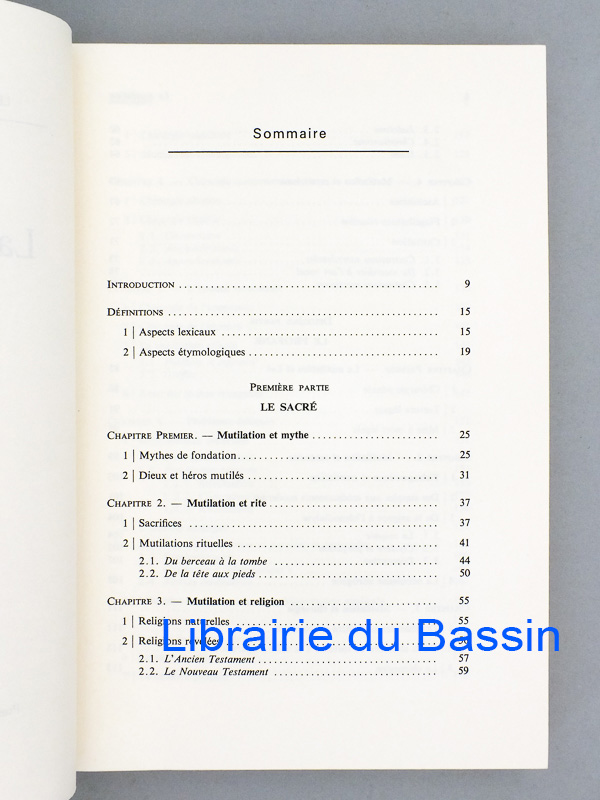 Sommaire
INTRODUCTION ........................................ 9
DÉFINITIONS ........................................ 15
1 | Aspects lexicaux ........................................ 15
2 | Aspects étymologiques ........................................ 19
PREMIÈRE PARTIE
LE SACRÉ
CHAPITRE PREMIER. — Mutilation et mythe ........................ 25
1 | Mythes de fondation ........................................ 25
2 | Dieux et héros mutilés ........................................ 31
CHAPITRE 2. — Mutilation et rite ........................ 37
1 | Sacrifices ........................................ 37
2 | Mutilations rituelles ........................................ 41
2.1. Du berceau à la tombe ........................ 44
2.2. De la tête aux pieds ........................ 50
CHAPITRE 3. — Mutilation et religion ........................ 55
1 | Religions naturelles ........................ 55
2 | Religions révélées ........................ 56
Librairie du Bassin
2.1. L'Ancien Testament ........................ 57
2.2. Le Nouveau Testament ........................ 59